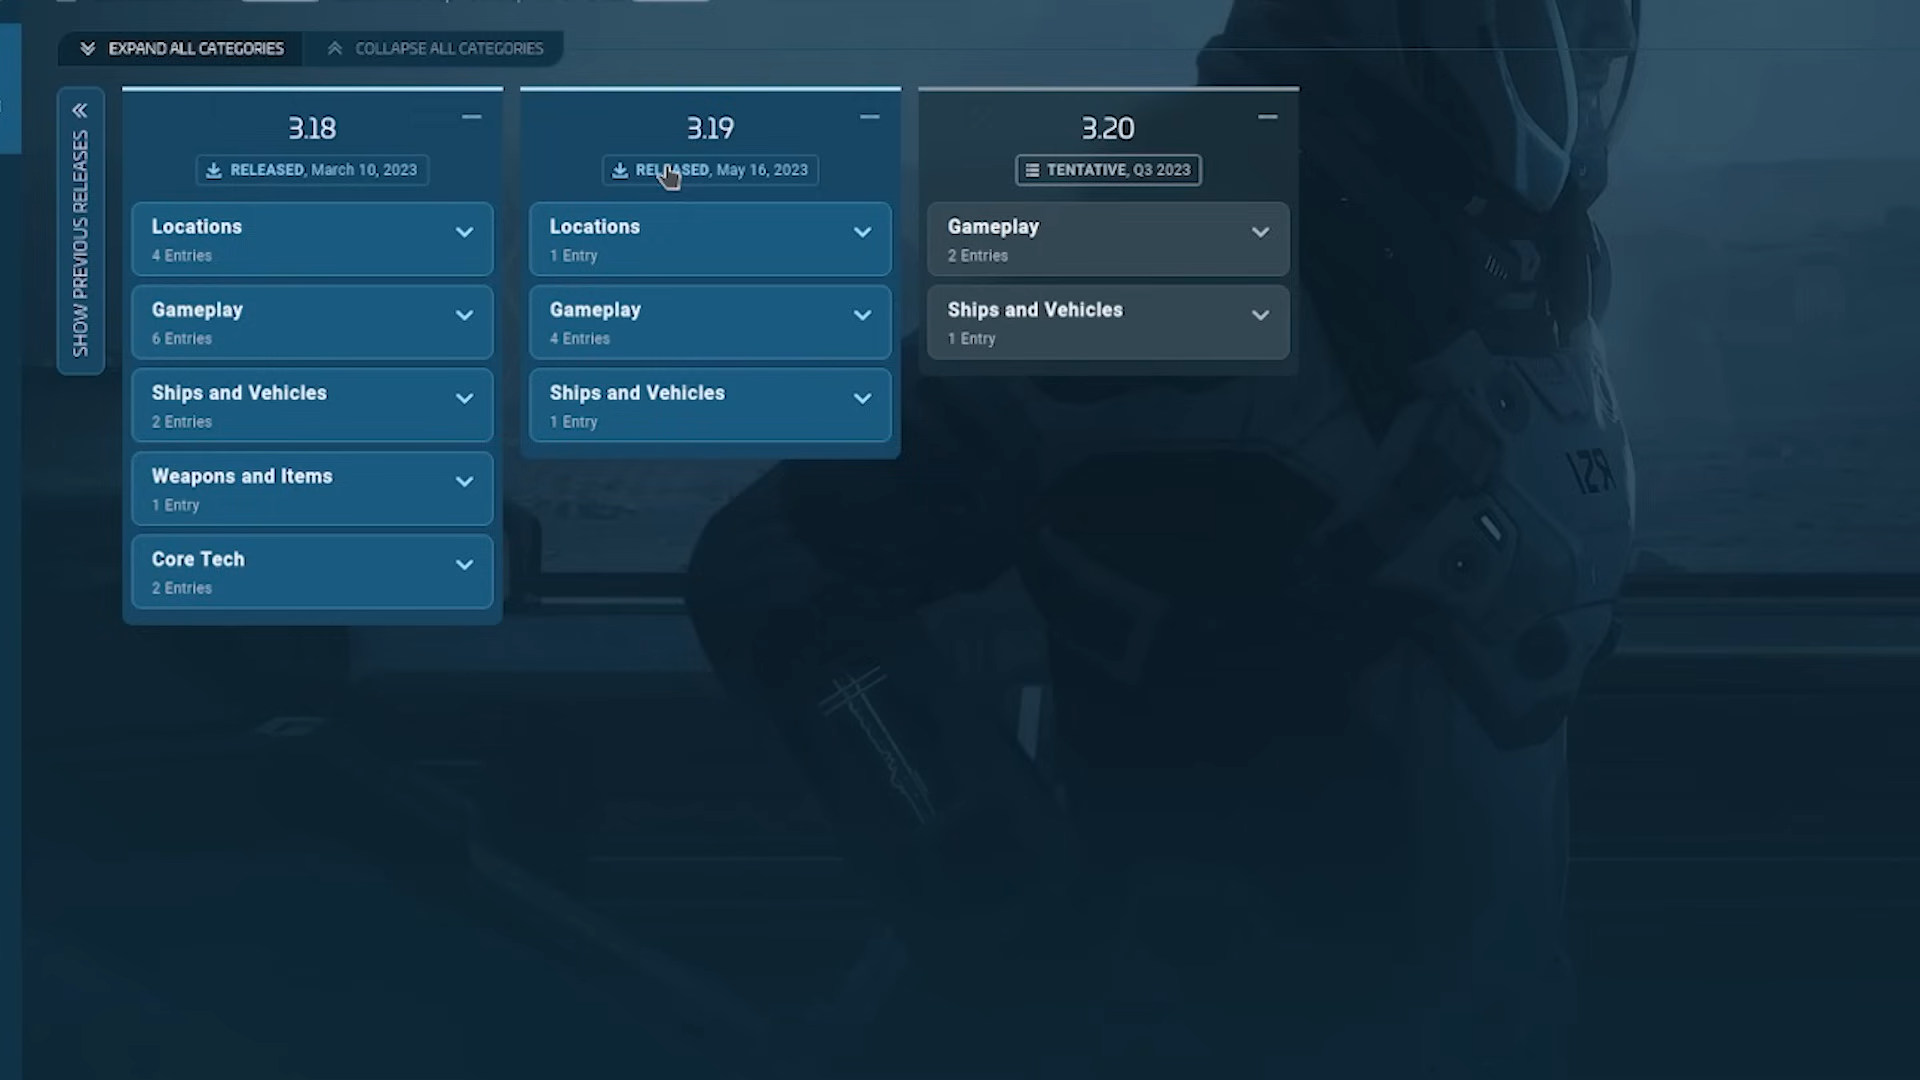 EXPAND ALL CATEGORIES
COLLAPSE ALL CATEGORIES
SHOW PREVIOUS RELEASES
3.18
RELEASED, March 10, 2023
Locations
4 Entries
Gameplay
6 Entries
Ships and Vehicles
2 Entries
Weapons and Items
1 Entry
Core Tech
2 Entries
3.19
RELEASED, May 16, 2023
Locations
1 Entry
Gameplay
4 Entries
Ships and Vehicles
1 Entry
3.20
TENTATIVE, Q3 2023
Gameplay
2 Entries
Ships and Vehicles
1 Entry